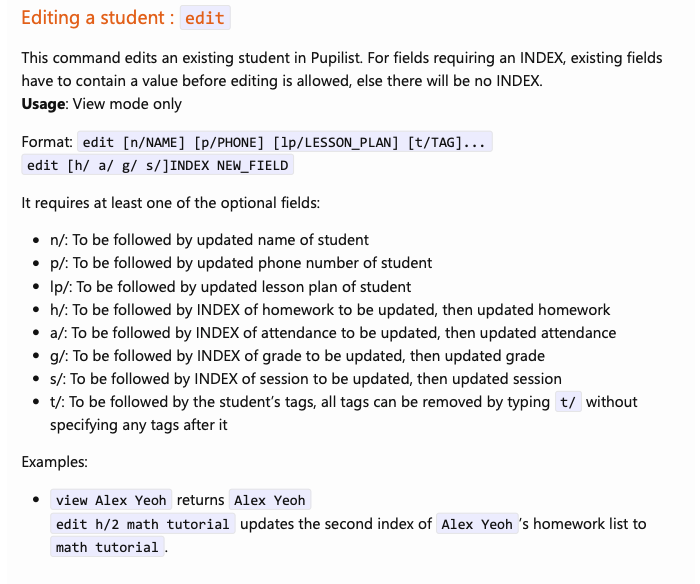 Editing a student : edit
This command edits an existing student in Pupilist. For fields requiring an INDEX, existing fields
have to contain a value before editing is allowed, else there will be no INDEX.
Usage: View mode only
Format: edit [n/NAME] [p/PHONE] [lp/LESSON_PLAN] [t/TAG]...
edit [h/ a/ g/ s/]INDEX NEW_FIELD
It requires at least one of the optional fields:
• n/: To be followed by updated name of student
• p/: To be followed by updated phone number of student
• lp/: To be followed by updated lesson plan of student
• h/: To be followed by INDEX of homework to be updated, then updated homework
• a/: To be followed by INDEX of attendance to be updated, then updated attendance
• g/: To be followed by INDEX of grade to be updated, then updated grade
• s/: To be followed by INDEX of session to be updated, then updated session
• t/: To be followed by the student’s tags, all tags can be removed by typing t/ without
specifying any tags after it
Examples:
• view Alex Yeoh returns Alex Yeoh
edit h/2 math tutorial updates the second index of Alex Yeoh ’s homework list to
math tutorial .